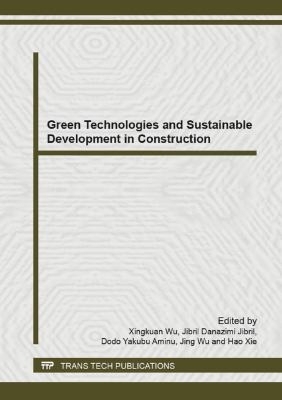 Green Technologies and Sustainable
Development in Construction
Edited by
Xingkuan Wu, Jibril Danazimi Jibril,
Dodo Yakubu Aminu, Jing Wu and Hao Xie
TTP TRANS TECH PUBLICATIONS